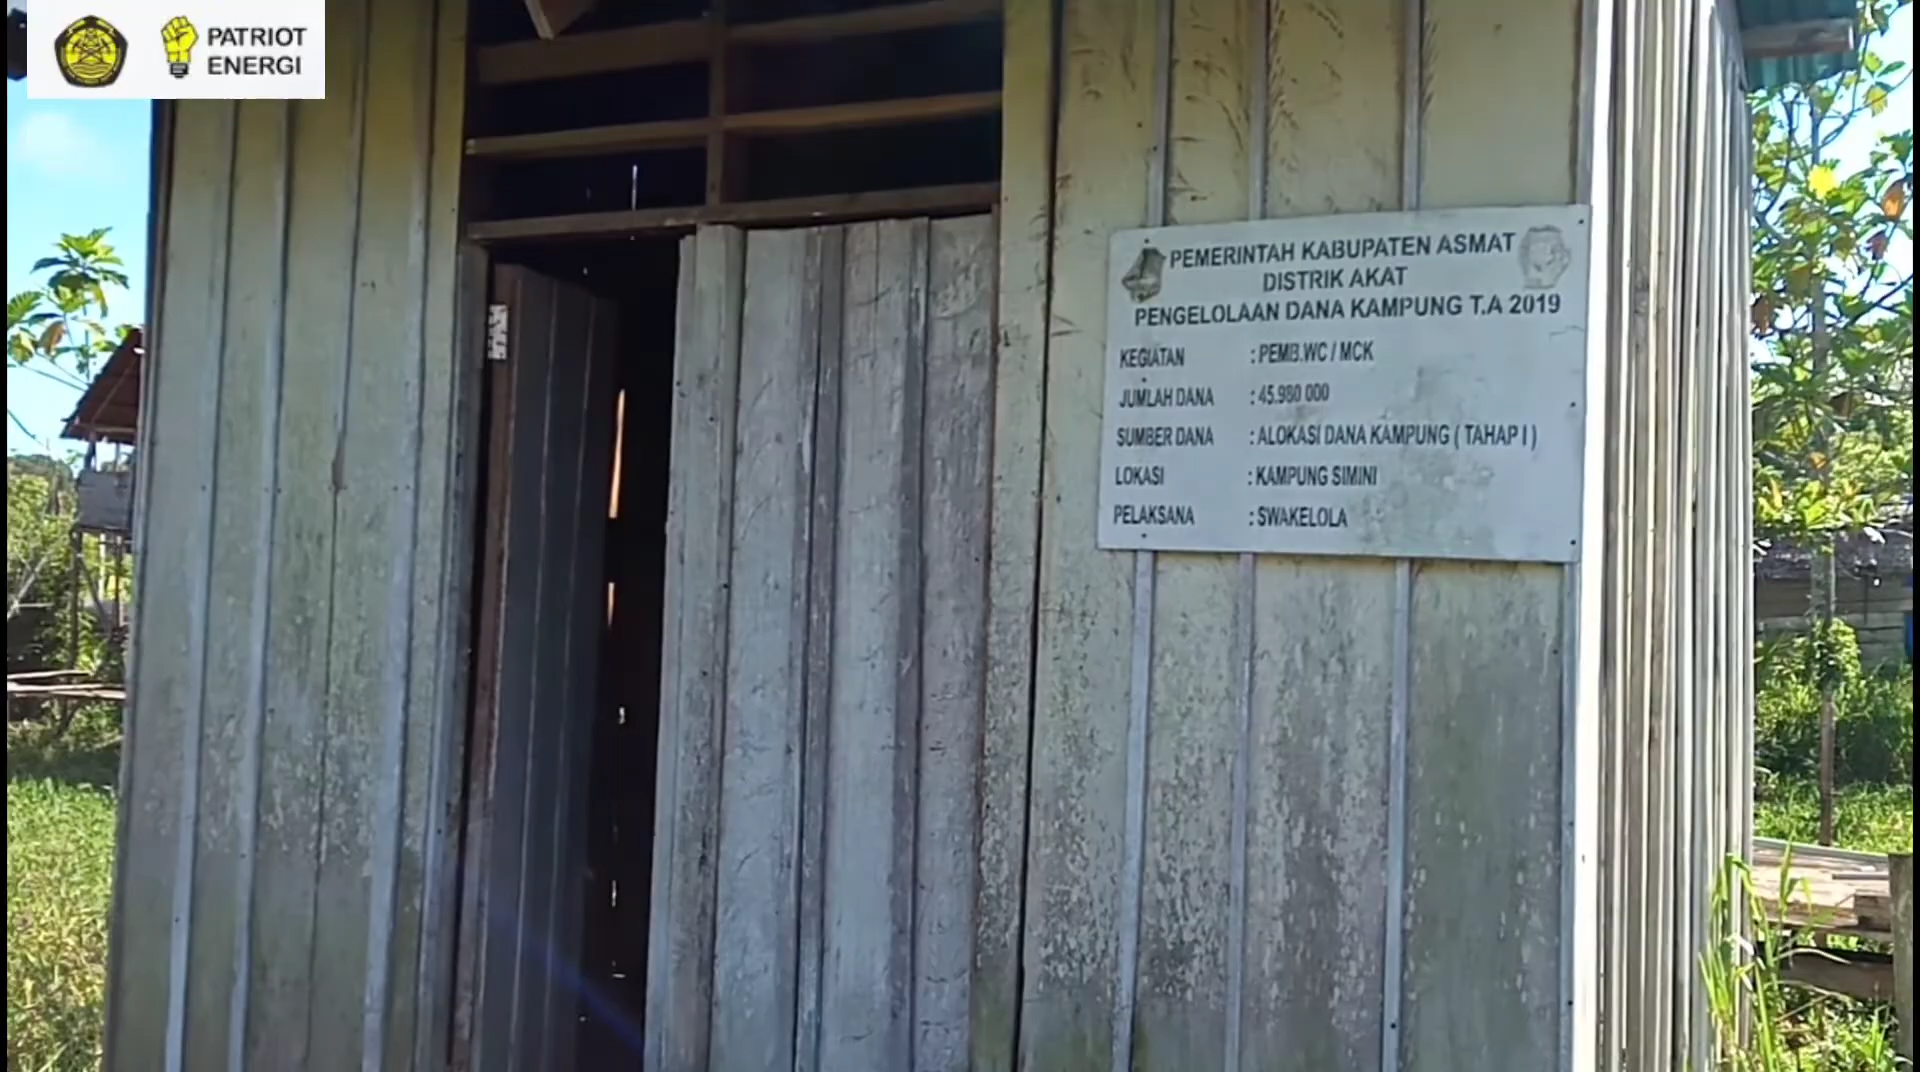 PATRIOT
ENERGI
PEMERINTAH KABUPATEN ASMAT
DISTRIK AKAT
PENGELOLAAN DANA KAMPUNG T.A 2019
KEGIATAN : PEMB.WC / MCK
JUMLAH DANA : 45.980 000
SUMBER DANA : ALOKASI DANA KAMPUNG ( TAHAP I )
LOKASI : KAMPUNG SIMINI
PELAKSANA : SWAKELOLA